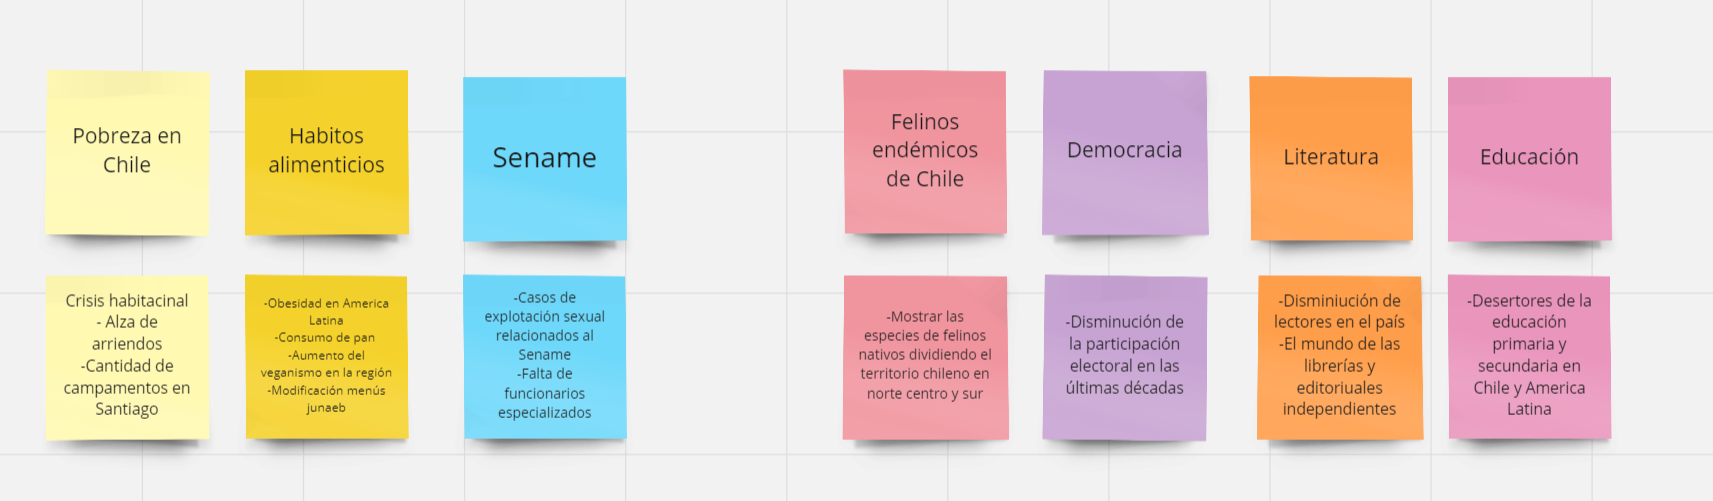 Pobreza en
Chile
Habitos
alimenticios
Sename
Felinos
endémicos
de Chile
Democracia
Literatura
Educación
Crisis habitacinal
- Alza de
arriendos
-Cantidad de
campamentos en
Santiago
-Obesidad en America
Latina
-Consumo de pan
-Aumento del
veganismo en la región
-Modificación menús
junaeb
-Casos de
explotación sexual
relacionados al
Sename
-Falta de
funcionarios
especializados
-Mostrar las
especies de felinos
nativos dividiendo el
territorio chileno en
norte centro y sur
-Disminución de
la participación
electoral en las
últimas décadas
-Disminiución de
lectores en el país
-El mundo de las
librerías y
editoriuales
independientes
-Desertores de la
educación
primaria y
secundaria en
Chile y America
Latina